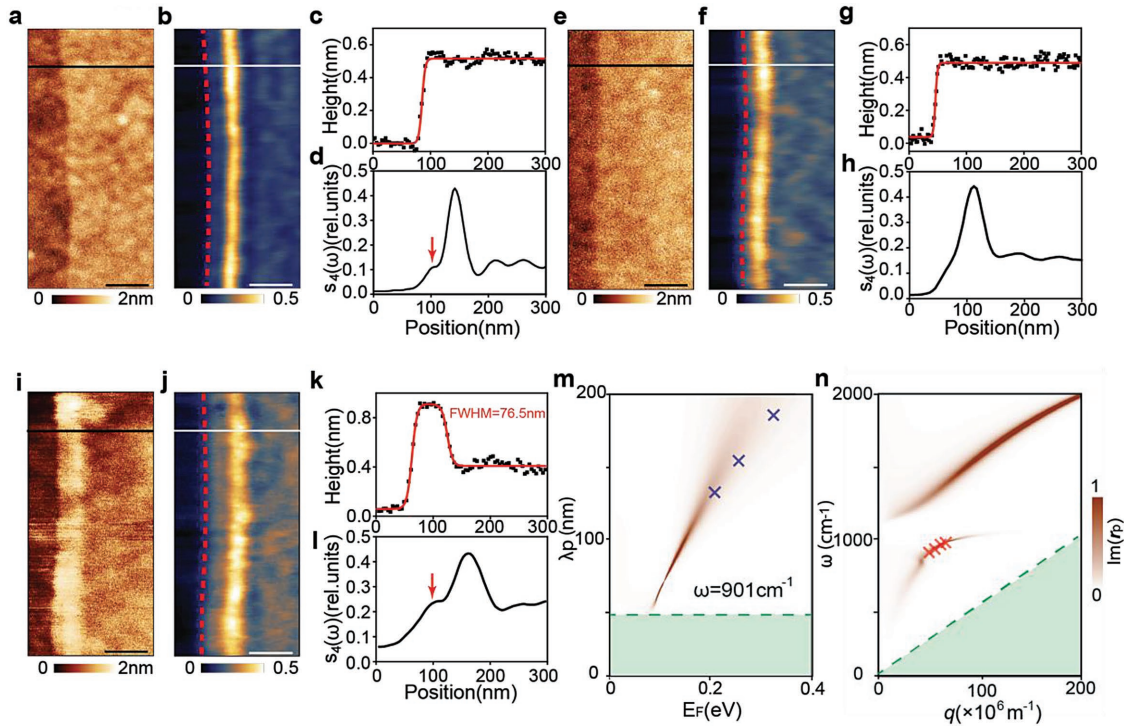 a
b
c
Height(nm)
0.6
0.4
0.2
0.0
0 100 200 300
d
s₄(ω)(rel.units)
0.5
0.4
0.3
0.2
0.1
0.0
0 100 200 300
Position(nm)
0 2nm
0 0.5
e
f
g
Height(nm)
0.6
0.4
0.2
0.0
0 100 200 300
h
s₄(ω)(rel.units)
0.5
0.4
0.3
0.2
0.1
0.0
0 100 200 300
Position(nm)
0 2nm
0 0.5
i
j
k
FWHM=76.5nm
Height(nm)
0.8
0.4
0.0
0 100 200 300
l
s₄(ω)(rel.units)
0.5
0.4
0.3
0.2
0.1
0.0
0 100 200 300
Position(nm)
0 2nm
0 0.5
m
λp (nm)
200
100
0
ω=901cm⁻¹
0 0.2 0.4
EF(eV)
n
ω (cm⁻¹)
2000
1000
0
0 100 200
q(×10⁶ m⁻¹)
1
0
Im(rp)